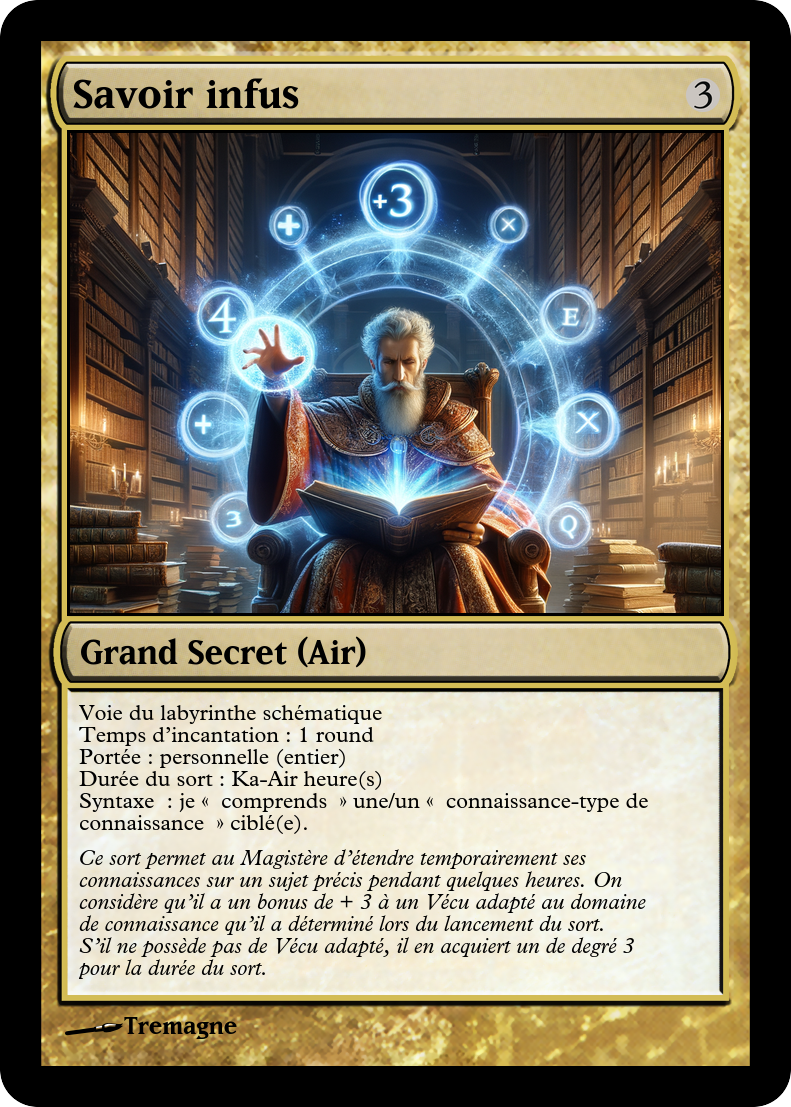 Savoir infus
3
+3
+
×
4
E
+
X
3
Q
Grand Secret (Air)
Voie du labyrinthe schématique
Temps d'incantation : 1 round
Portée : personnelle (entier)
Durée du sort : Ka-Air heure(s)
Syntaxe : je « comprends » une/un « connaissance-type de
connaissance » ciblé(e).
Ce sort permet au Magistère d'étendre temporairement ses
connaissances sur un sujet précis pendant quelques heures. On
considère qu'il a un bonus de + 3 à un Vécu adapté au domaine
de connaissance qu'il a déterminé lors du lancement du sort.
S'il ne possède pas de Vécu adapté, il en acquiert un de degré 3
pour la durée du sort.
Tremagne